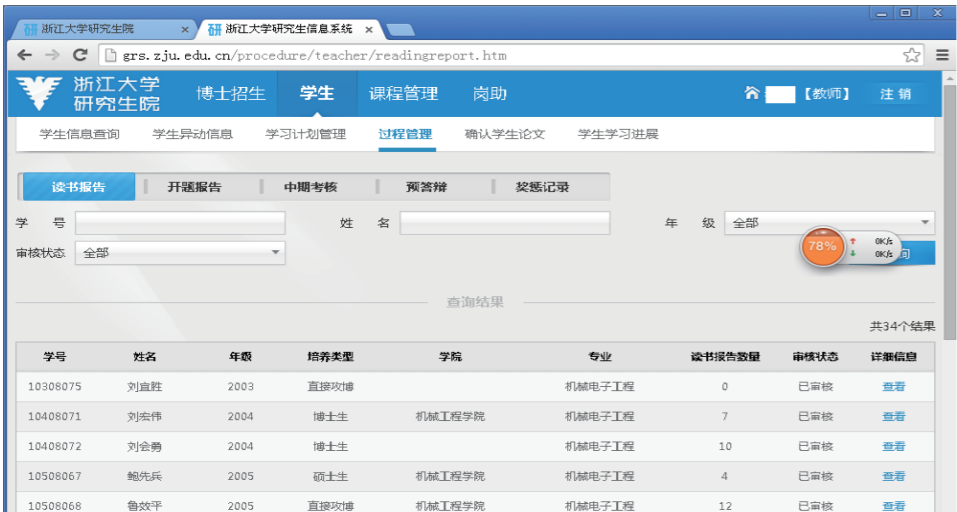 研 浙江大学研究生院 × 研 浙江大学研究生信息系统 ×
grs.zju.edu.cn/procedure/teacher/readingreport.htm
浙江大学
研究生院
博士招生 学生 课程管理 岗助 【教师】 注 销
学生信息查询 学生异动信息 学习计划管理 过程管理 确认学生论文 学生学习进展
读书报告 开题报告 中期考核 预答辩 奖惩记录
学 号 姓 名 年 级 全部
审核状态 全部 78% 0K/s 0K/s 询
查询结果
共34个结果
学号 姓名 年级 培养类型 学院 专业 读书报告数量 审核状态 详细信息
10308075 刘宜胜 2003 直接攻博 机械电子工程 0 已审核 查看
10408071 刘宏伟 2004 博士生 机械工程学院 机械电子工程 7 已审核 查看
10408072 刘会勇 2004 博士生 机械电子工程 10 已审核 查看
10508067 鲍先兵 2005 硕士生 机械工程学院 机械电子工程 4 已审核 查看
10508068 鲁效平 2005 直接攻博 机械工程学院 机械电子工程 12 已审核 查看